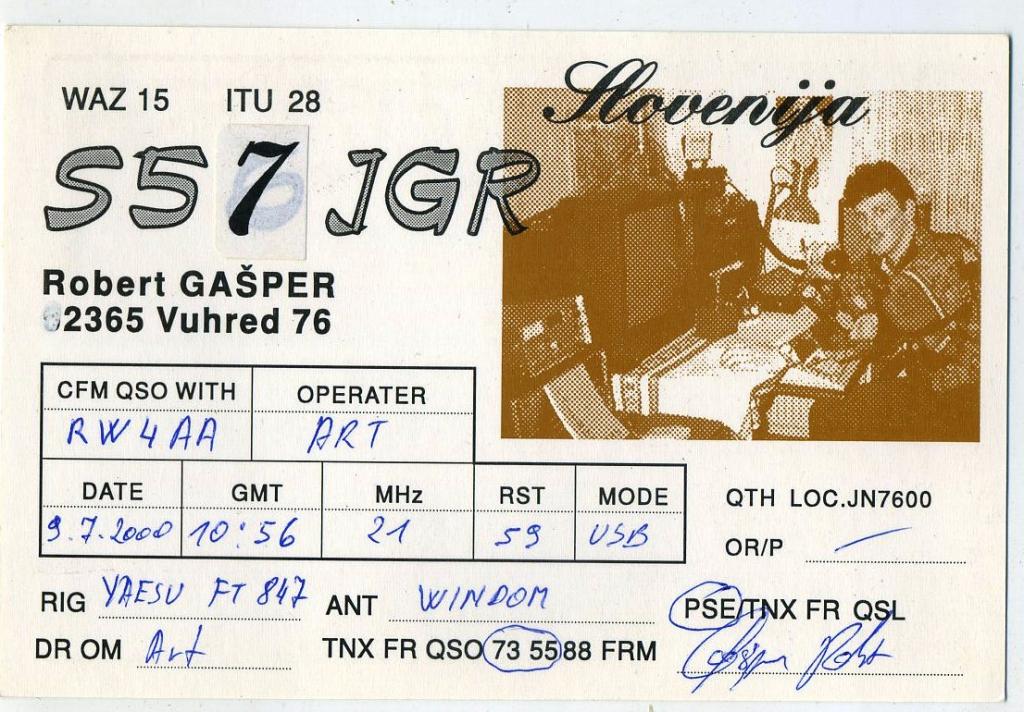 Slovenija
WAZ 15 ITU 28
S57JGR
Robert GAŠPER
2365 Vuhred 76
CFM QSO WITH OPERATER
RW4AA ART
DATE GMT MHz RST MODE
9.7.2000 10:56 21 59 USB
QTH LOC.JN7600
OR/P —
RIG YAESU FT 847 ANT WINDOM PSE/TNX FR QSL
DR OM Art TNX FR QSO 73 55 88 FRM Gašper Robert